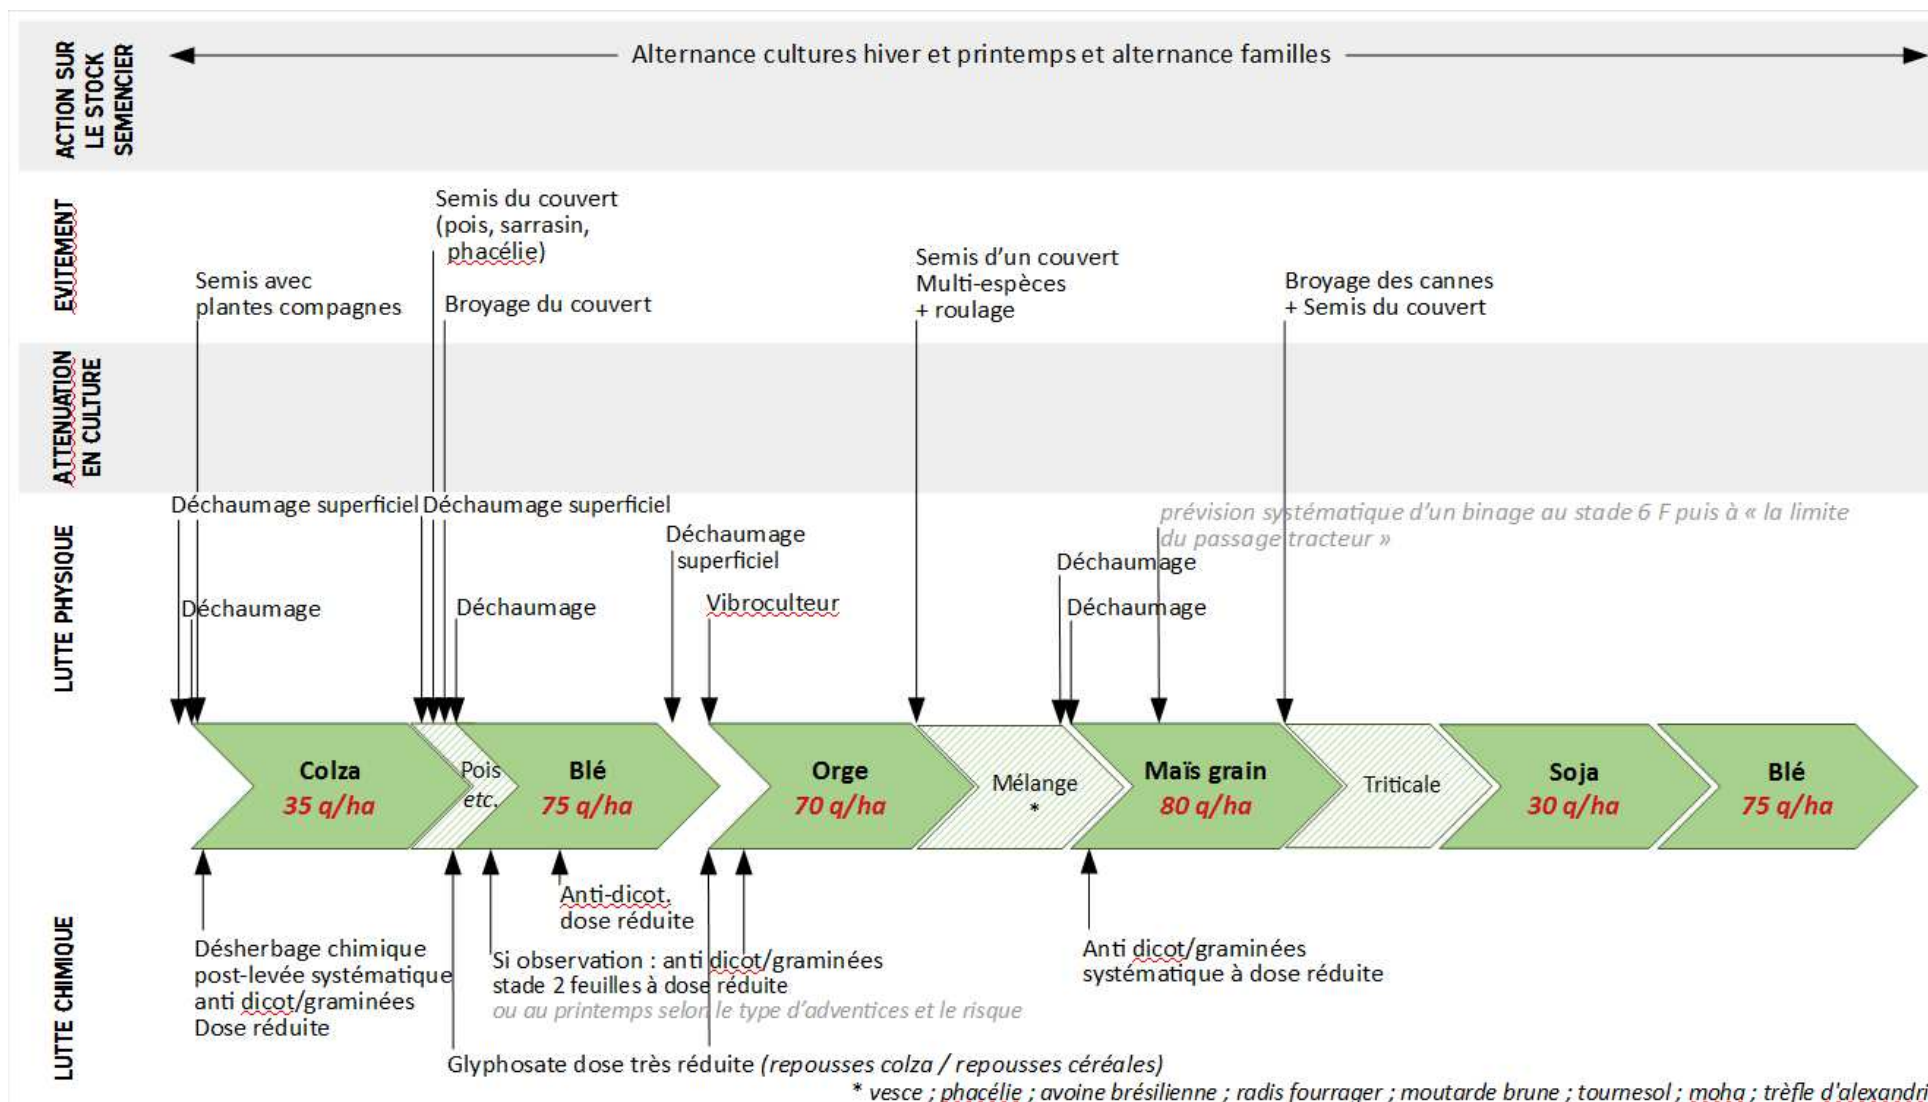 ACTION SUR
LE STOCK
SEMENCIER
Alternance cultures hiver et printemps et alternance familles
EVITEMENT
Semis avec
plantes compagnes
Semis du couvert
(pois, sarrasin,
phacélie)
Broyage du couvert
Semis d'un couvert
Multi-espèces
+ roulage
Broyage des cannes
+ Semis du couvert
ATTENUATION
EN CULTURE
LUTTE PHYSIQUE
Déchaumage superficiel
Déchaumage superficiel
Déchaumage
superficiel
prévision systématique d'un binage au stade 6 F puis à « la limite
du passage tracteur »
Déchaumage
Déchaumage
Déchaumage
Vibroculteur
Déchaumage
Colza
35 q/ha
Pois
etc.
Blé
75 q/ha
Orge
70 q/ha
Mélange
*
Maïs grain
80 q/ha
Triticale
Soja
30 q/ha
Blé
75 q/ha
LUTTE CHIMIQUE
Désherbage chimique
post-levée systématique
anti dicot/graminées
Dose réduite
Anti-dicot.
dose réduite
Si observation : anti dicot/graminées
stade 2 feuilles à dose réduite
ou au printemps selon le type d'adventices et le risque
Anti dicot/graminées
systématique à dose réduite
Glyphosate dose très réduite (repousses colza / repousses céréales)
* vesce ; phacélie ; avoine brésilienne ; radis fourrager ; moutarde brune ; tournesol ; moha ; trèfle d'alexandri